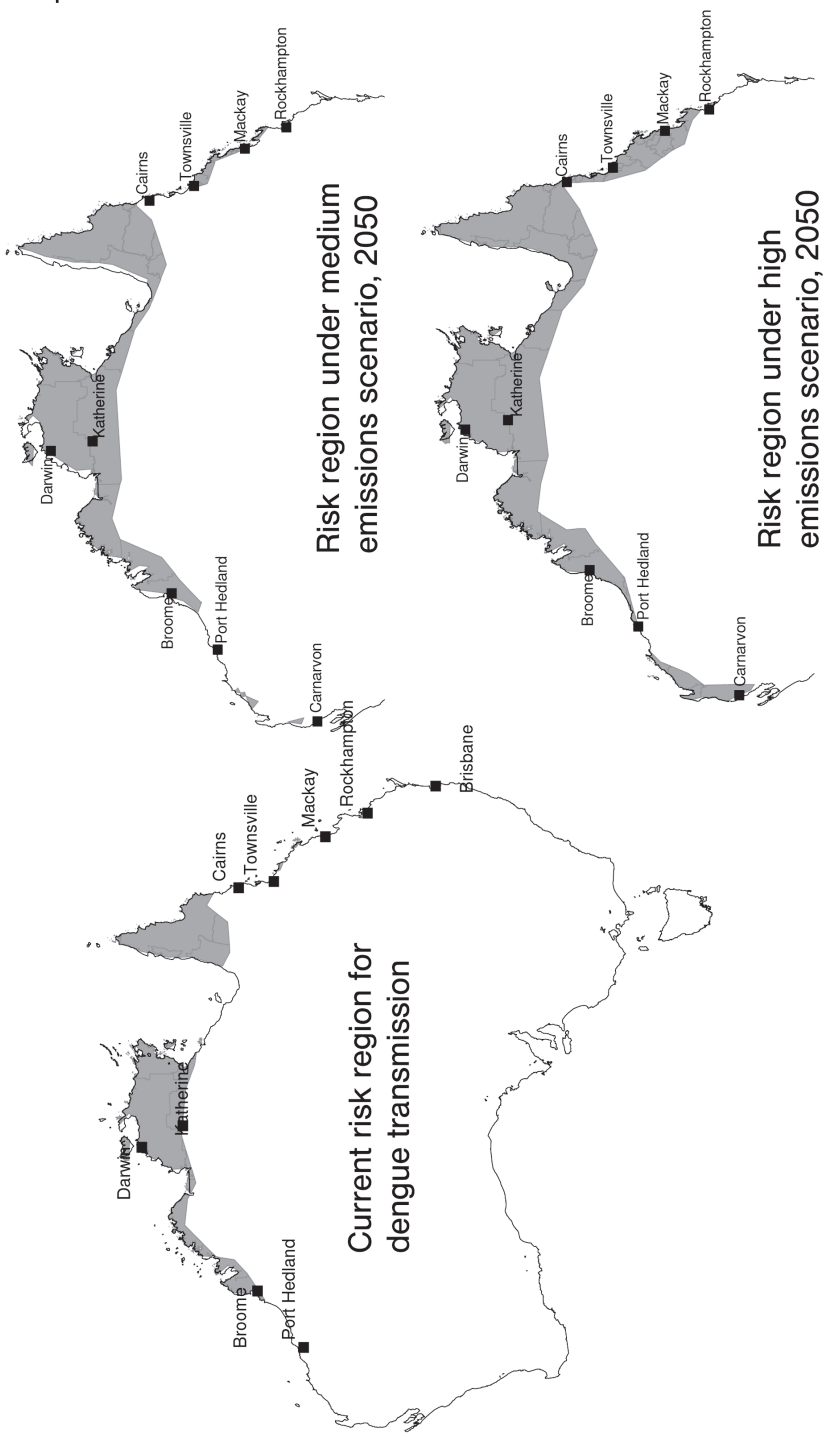 Darwin
Katherine
Broome
Port Hedland
Cairns
Townsville
Mackay
Rockhampton
Brisbane
Current risk region for
dengue transmission
Darwin
Katherine
Broome
Port Hedland
Carnarvon
Cairns
Townsville
Mackay
Rockhampton
Risk region under medium
emissions scenario, 2050
Darwin
Katherine
Broome
Port Hedland
Carnarvon
Cairns
Townsville
Mackay
Rockhampton
Risk region under high
emissions scenario, 2050